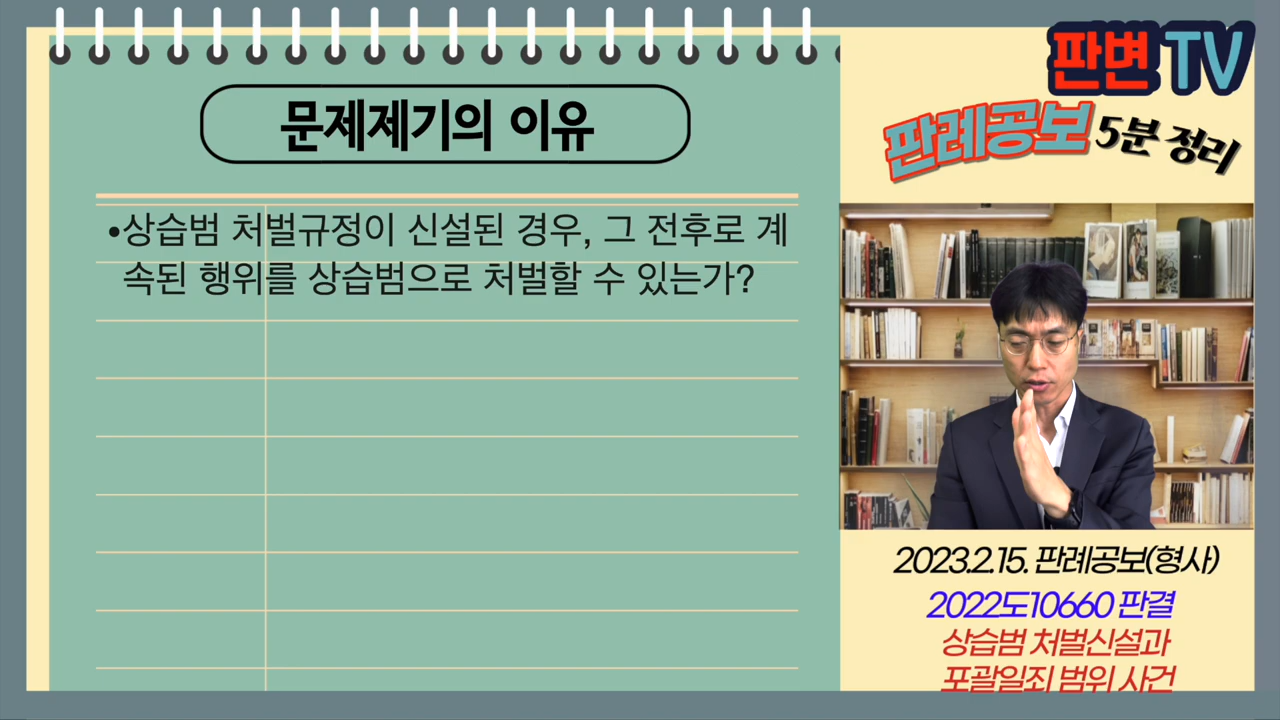 문제제기의 이유
•상습범 처벌규정이 신설된 경우, 그 전후로 계
속된 행위를 상습범으로 처벌할 수 있는가?
판변 TV
판례공보 5분 정리
2023.2.15. 판례공보(형사)
2022도10660 판결
상습범 처벌신설과
포괄일죄 범위 사건